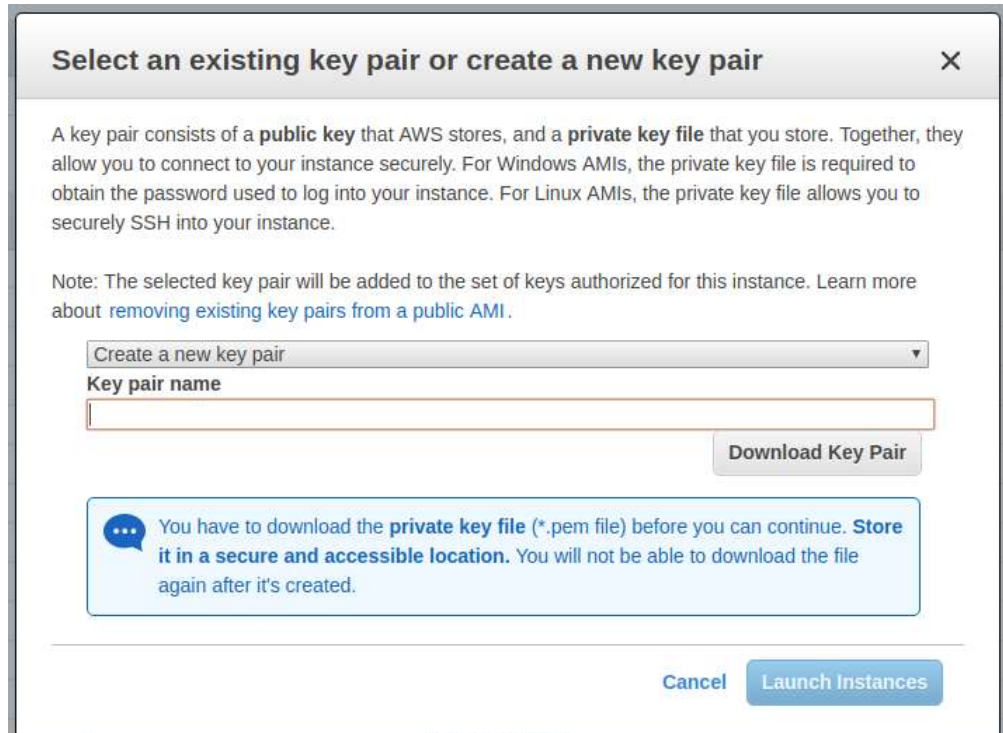 Select an existing key pair or create a new key pair
A key pair consists of a public key that AWS stores, and a private key file that you store. Together, they
allow you to connect to your instance securely. For Windows AMIs, the private key file is required to
obtain the password used to log into your instance. For Linux AMIs, the private key file allows you to
securely SSH into your instance.
Note: The selected key pair will be added to the set of keys authorized for this instance. Learn more
about removing existing key pairs from a public AMI.
Create a new key pair
Key pair name
Download Key Pair
You have to download the private key file (*.pem file) before you can continue. Store
it in a secure and accessible location. You will not be able to download the file
again after it's created.
Cancel Launch Instances